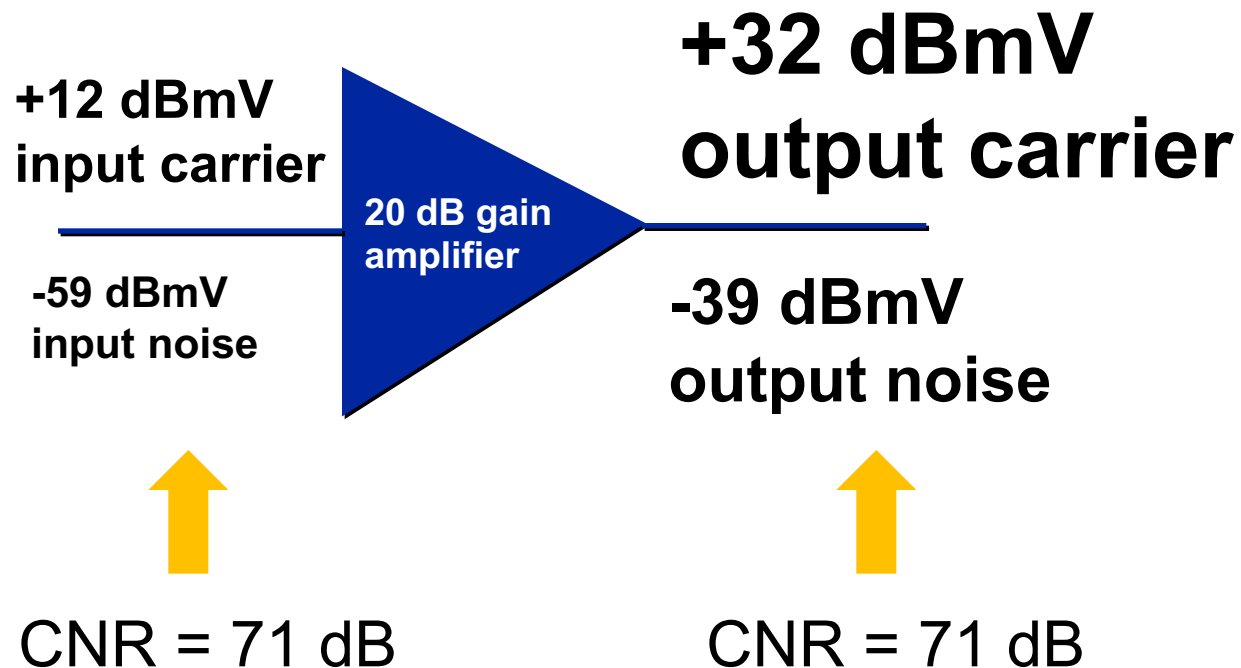 +12 dBmV
input carrier
-59 dBmV
input noise
20 dB gain
amplifier
+32 dBmV
output carrier
-39 dBmV
output noise
CNR = 71 dB
CNR = 71 dB